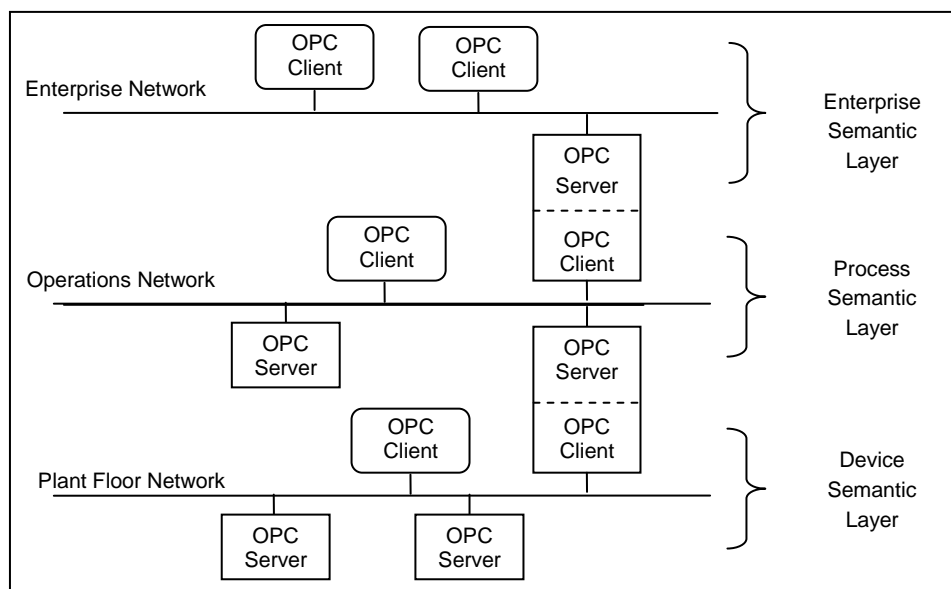 OPC
Client
OPC
Client
Enterprise Network
Enterprise
Semantic
Layer
OPC
Server
OPC
Client
OPC
Client
Operations Network
Process
Semantic
Layer
OPC
Server
OPC
Server
OPC
Client
OPC
Client
Plant Floor Network
Device
Semantic
Layer
OPC
Server
OPC
Server